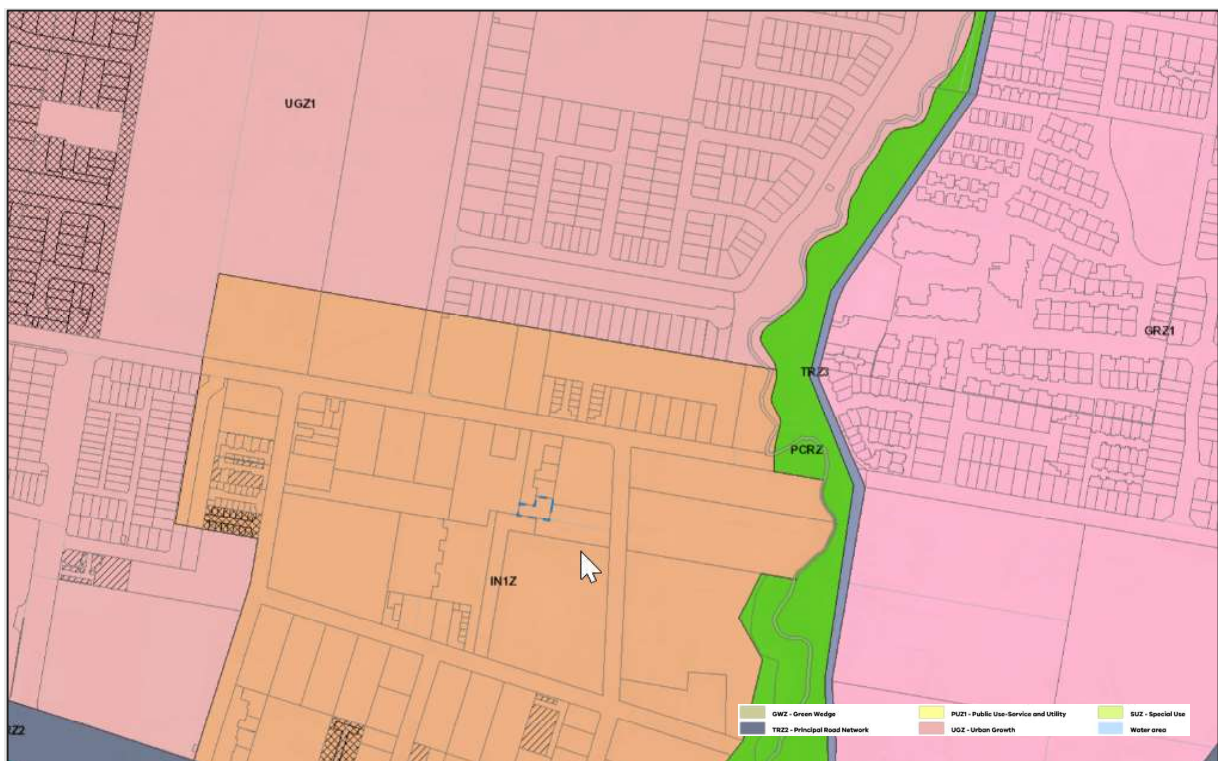 UGZ1
GRZ1
TRZ3
PCRZ
IN1Z
GWZ - Green Wedge
PUZ1 - Public Use-Service and Utility
SUZ - Special Use
TRZ2 - Principal Road Network
UGZ - Urban Growth
Water area
RZ2